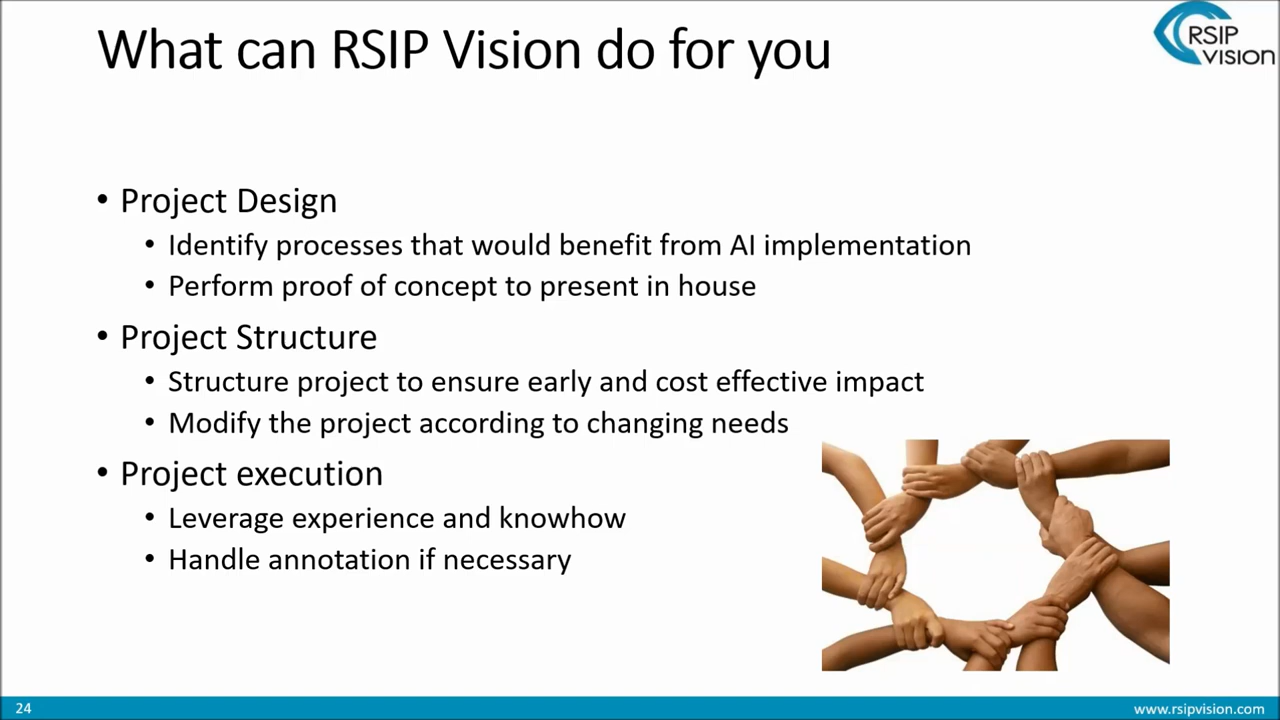 What can RSIP Vision do for you
RSIP
VISION
• Project Design
• Identify processes that would benefit from AI implementation
• Perform proof of concept to present in house
• Project Structure
• Structure project to ensure early and cost effective impact
• Modify the project according to changing needs
• Project execution
• Leverage experience and knowhow
• Handle annotation if necessary
24
www.rsipvision.com